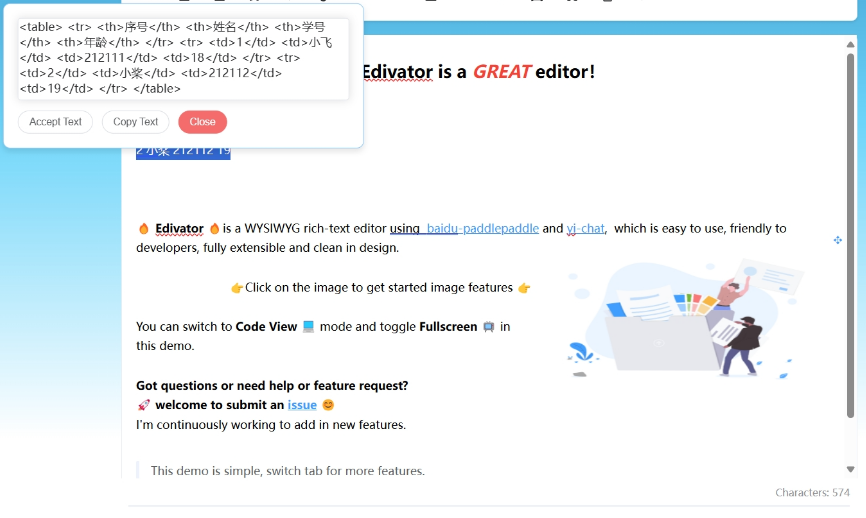 <table> <tr> <th>序号</th> <th>姓名</th> <th>学号
</th> <th>年龄</th> </tr> <tr> <td>1</td> <td>小飞
</td> <td>212111</td> <td>18</td> </tr> <tr>
<td>2</td> <td>小桨</td> <td>212112</td>
<td>19</td> </tr> </table>
Accept Text Copy Text Close
Edivator is a GREAT editor!
2 小桨 212112 19
🔥 Edivator 🔥is a WYSIWYG rich-text editor using baidu-paddlepaddle and yi-chat, which is easy to use, friendly to
developers, fully extensible and clean in design.
👉Click on the image to get started image features 👉
You can switch to Code View 💻 mode and toggle Fullscreen 📺 in
this demo.
Got questions or need help or feature request?
🚀 welcome to submit an issue 😊
I'm continuously working to add in new features.
This demo is simple, switch tab for more features.
Characters: 574